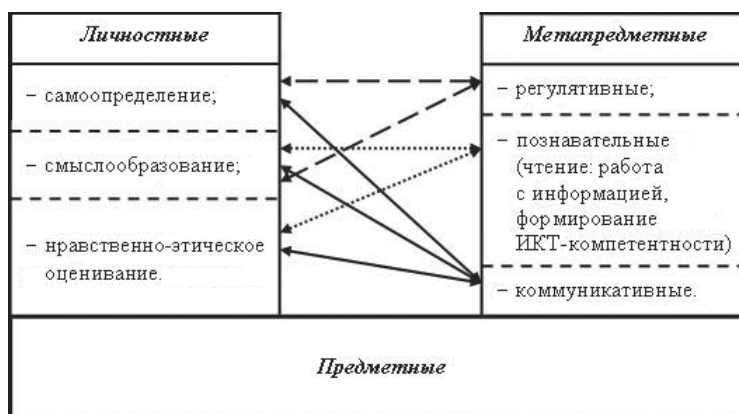 Личностные
– самоопределение;
– смыслообразование;
– нравственно-этическое
оценивание.
Метапредметные
– регулятивные;
– познавательные
(чтение: работа
с информацией,
формирование
ИКТ-компетентности)
– коммуникативные.
Предметные